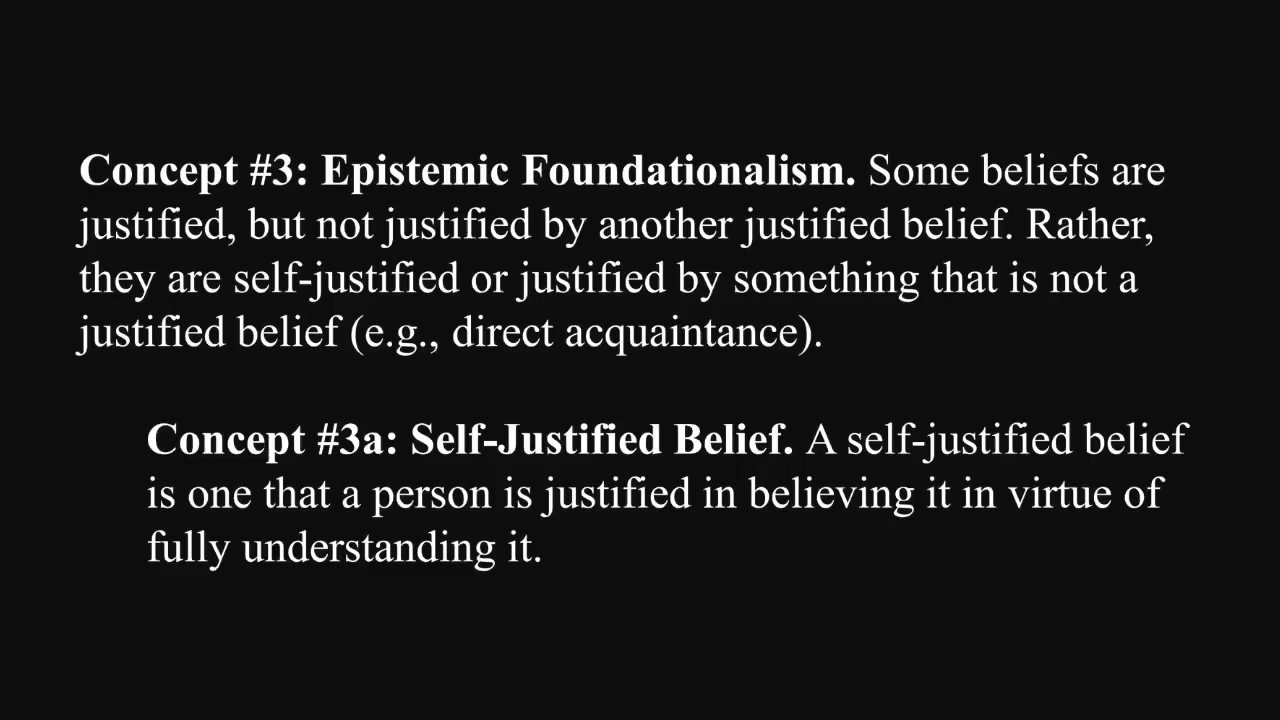 Concept #3: Epistemic Foundationalism. Some beliefs are
justified, but not justified by another justified belief. Rather,
they are self-justified or justified by something that is not a
justified belief (e.g., direct acquaintance).
Concept #3a: Self-Justified Belief. A self-justified belief
is one that a person is justified in believing it in virtue of
fully understanding it.